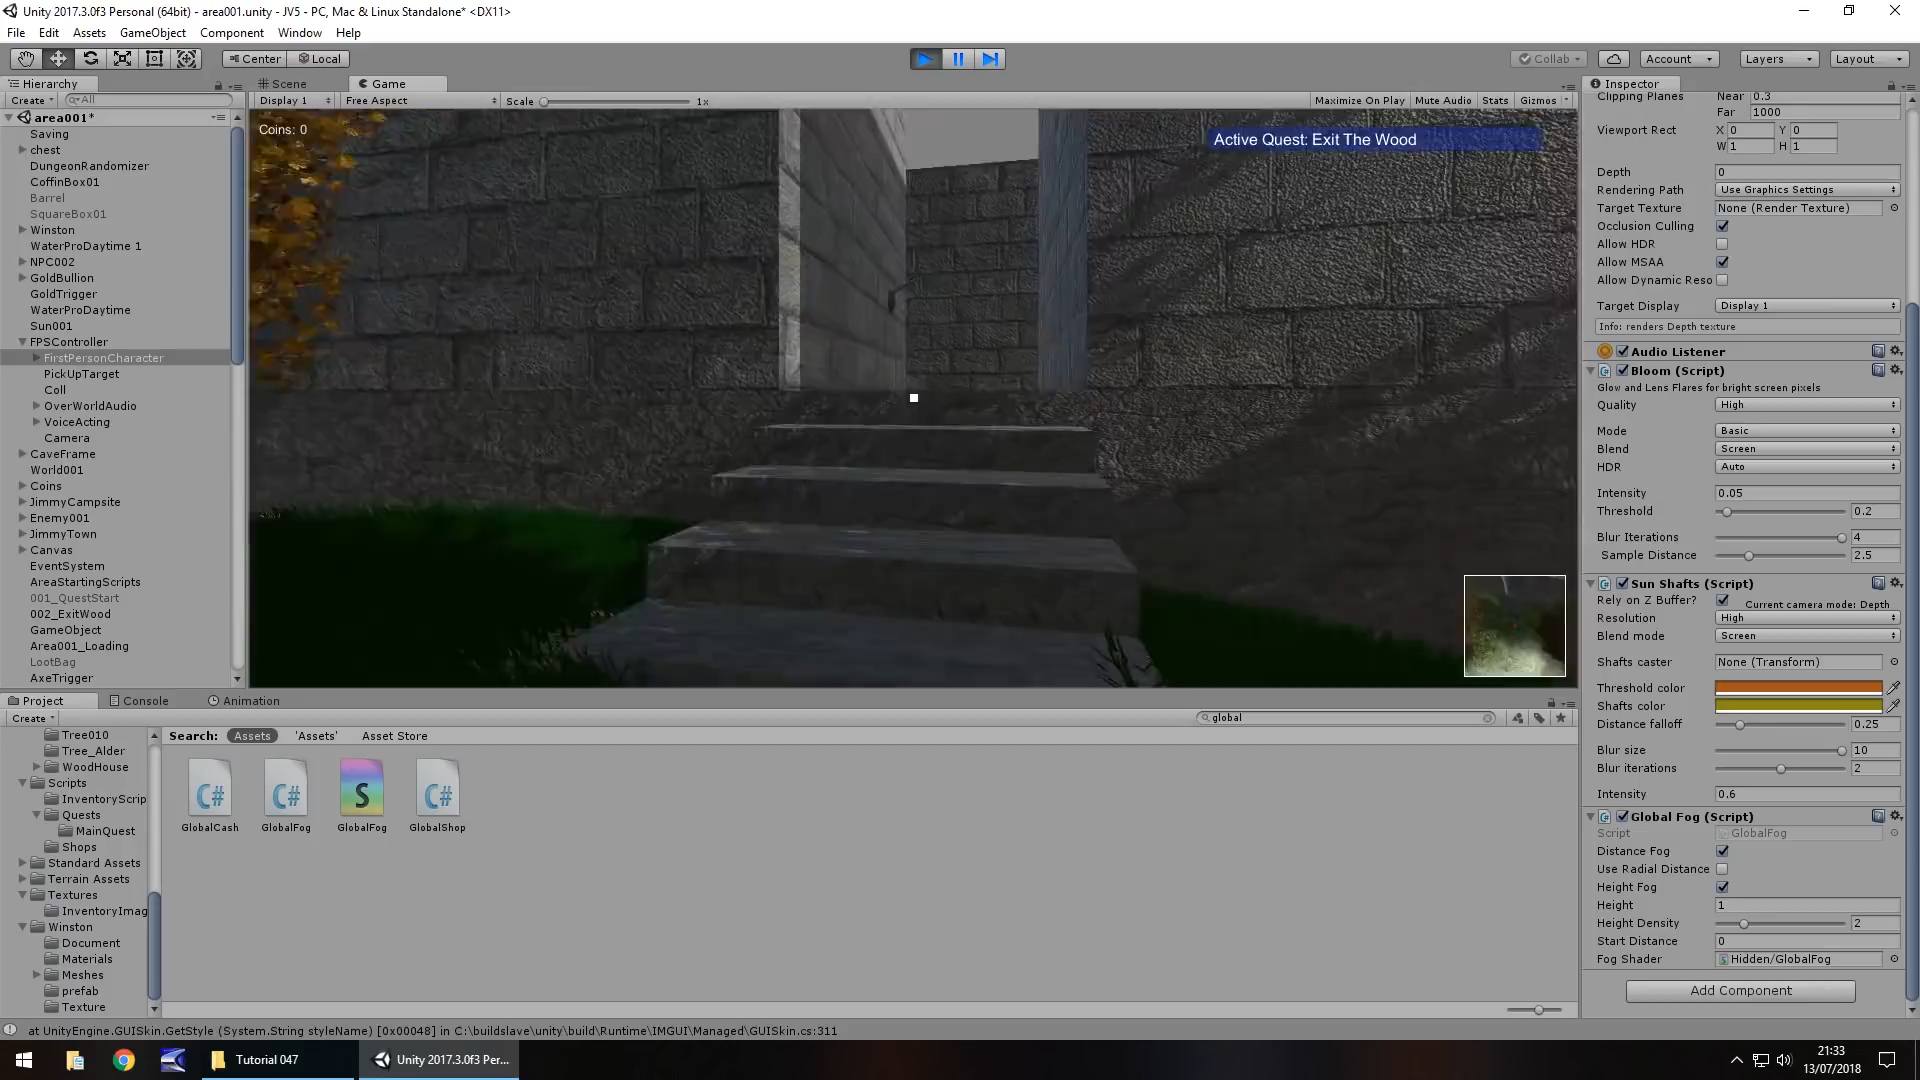 Unity 2017.3.0f3 Personal (64bit) - area001.unity - JV5 - PC, Mac & Linux Standalone* <DX11>
File Edit Assets GameObject Component Window Help
Center Local Collab Account Layers Layout
Hierarchy Scene Game Inspector
Create All Display 1 Free Aspect Scale 1x Maximize On Play Mute Audio Stats Gizmos
area001*
Saving
chest
DungeonRandomizer
CoffinBox01
Barrel
SquareBox01
Winston
WaterProDaytime 1
NPC002
GoldBullion
GoldTrigger
WaterProDaytime
Sun001
FPSController
FirstPersonCharacter
PickUpTarget
Coll
OverWorldAudio
VoiceActing
Camera
CaveFrame
World001
Coins
JimmyCampsite
Enemy001
JimmyTown
Canvas
EventSystem
AreaStartingScripts
001_QuestStart
002_ExitWood
GameObject
Area001_Loading
LootBag
AxeTrigger
Coins: 0
Active Quest: Exit The Wood
Clipping Planes Near 0.3
Far 1000
Viewport Rect X 0 Y 0
W 1 H 1
Depth 0
Rendering Path Use Graphics Settings
Target Texture None (Render Texture)
Occlusion Culling
Allow HDR
Allow MSAA
Allow Dynamic Reso
Target Display Display 1
Info: renders Depth texture
Audio Listener
Bloom (Script)
Glow and Lens Flares for bright screen pixels
Quality High
Mode Basic
Blend Screen
HDR Auto
Intensity 0.05
Threshold 0.2
Blur Iterations 4
Sample Distance 2.5
Sun Shafts (Script)
Rely on Z Buffer? Current camera mode: Depth
Resolution High
Blend mode Screen
Shafts caster None (Transform)
Threshold color
Shafts color
Distance falloff 0.25
Blur size 10
Blur iterations 2
Intensity 0.6
Global Fog (Script)
Script GlobalFog
Distance Fog
Use Radial Distance
Height Fog
Height 1
Height Density 2
Start Distance 0
Fog Shader Hidden/GlobalFog
Add Component
Project Console Animation
Create global
Tree010
Tree_Alder
WoodHouse
Scripts
InventoryScrip
Quests
MainQuest
Shops
Standard Assets
Terrain Assets
Textures
InventoryImag
Winston
Document
Materials
Meshes
prefab
Texture
Search: Assets 'Assets' Asset Store
C# C# S C#
GlobalCash GlobalFog GlobalFog GlobalShop
at UnityEngine.GUISkin.GetStyle (System.String styleName) [0x00048] in C:\buildslave\unity\build\Runtime\IMGUI\Managed\GUISkin.cs:311
Tutorial 047 Unity 2017.3.0f3 Per...
21:33
13/07/2018